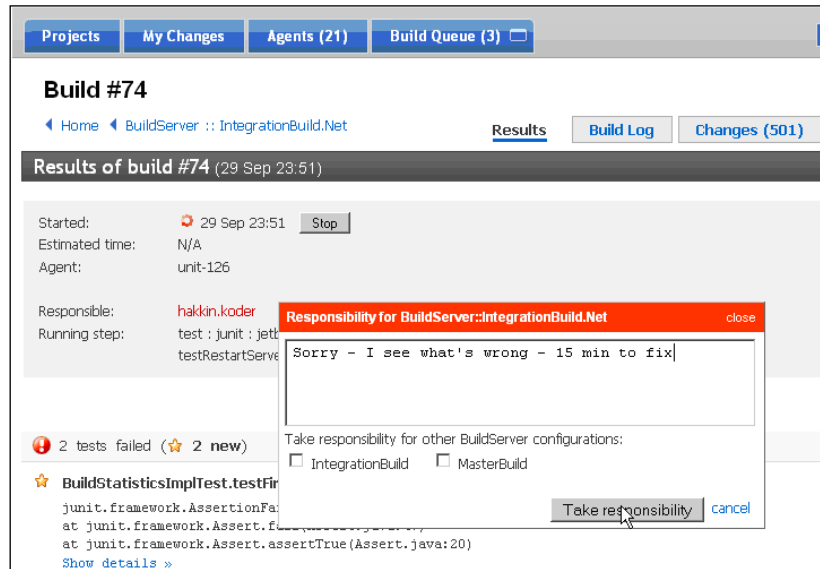 Projects My Changes Agents (21) Build Queue (3)
Build #74
Home BuildServer :: IntegrationBuild.Net
Results Build Log Changes (501)
Results of build #74 (29 Sep 23:51)
Started: 29 Sep 23:51 Stop
Estimated time: N/A
Agent: unit-126
Responsible: hakkin.koder
Running step: test : junit :
testRestartServe
Responsibility for BuildServer::IntegrationBuild.Net close
Sorry - I see what's wrong - 15 min to fix
Take responsibility for other BuildServer configurations:
IntegrationBuild MasterBuild
Take responsibility cancel
2 tests failed (2 new)
BuildStatisticsImplTest.testFir
junit.framework.AssertionFa
at junit.framework.Assert.
at junit.framework.Assert.assertTrue(Assert.java:20)
Show details »